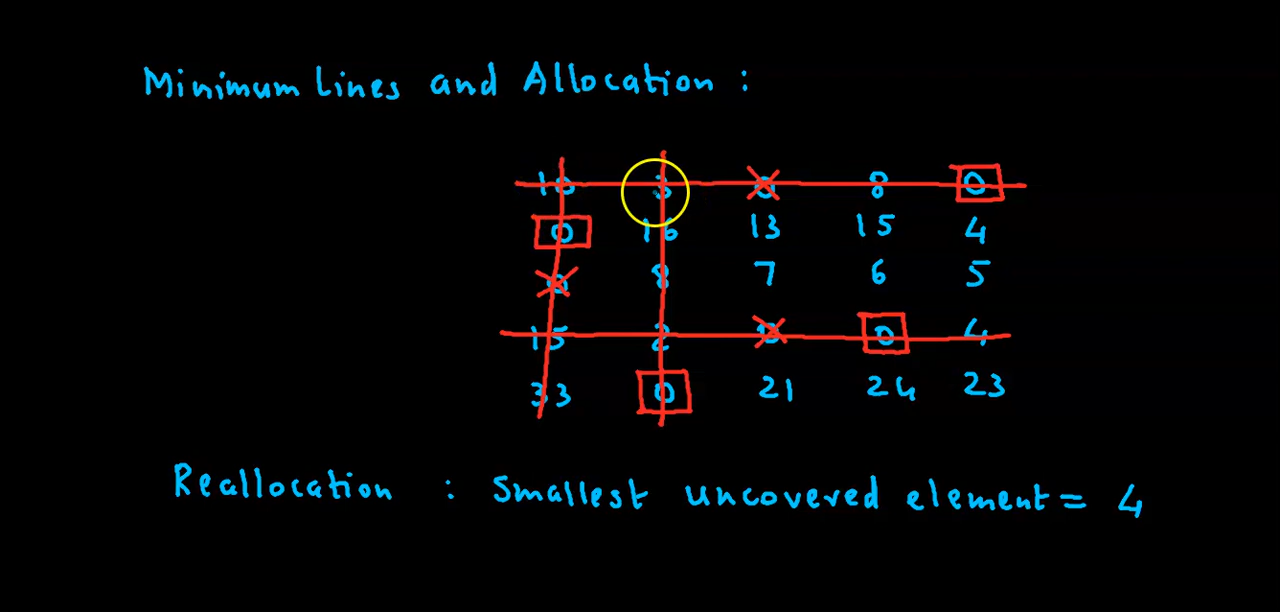 Minimum Lines and Allocation :
10 3 0 8 0
0 16 13 15 4
0 8 7 6 5
15 2 0 0 4
33 0 21 24 23
Reallocation : Smallest uncovered element = 4